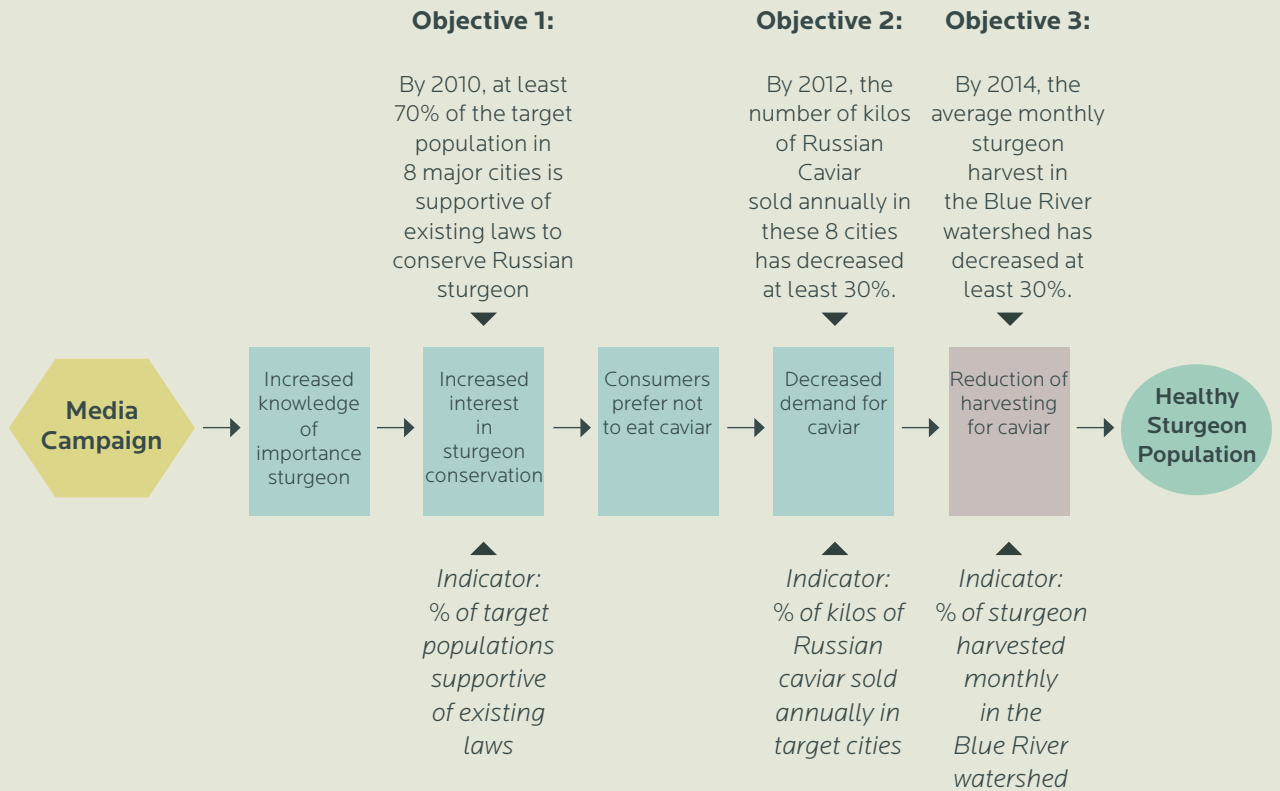 Objective 1:
By 2010, at least
70% of the target
population in
8 major cities is
supportive of
existing laws to
conserve Russian
sturgeon
Objective 2:
By 2012, the
number of kilos
of Russian
Caviar
sold annually in
these 8 cities
has decreased
at least 30%.
Objective 3:
By 2014, the
average monthly
sturgeon
harvest in
the Blue River
watershed has
decreased at
least 30%.
Media
Campaign
Increased
knowledge
of
importance
sturgeon
Increased
interest
in
sturgeon
conservation
Consumers
prefer not
to eat caviar
Decreased
demand for
caviar
Reduction of
harvesting
for caviar
Healthy
Sturgeon
Population
Indicator:
% of target
populations
supportive
of existing
laws
Indicator:
% of kilos of
Russian
caviar sold
annually in
target cities
Indicator:
% of sturgeon
harvested
monthly
in the
Blue River
watershed